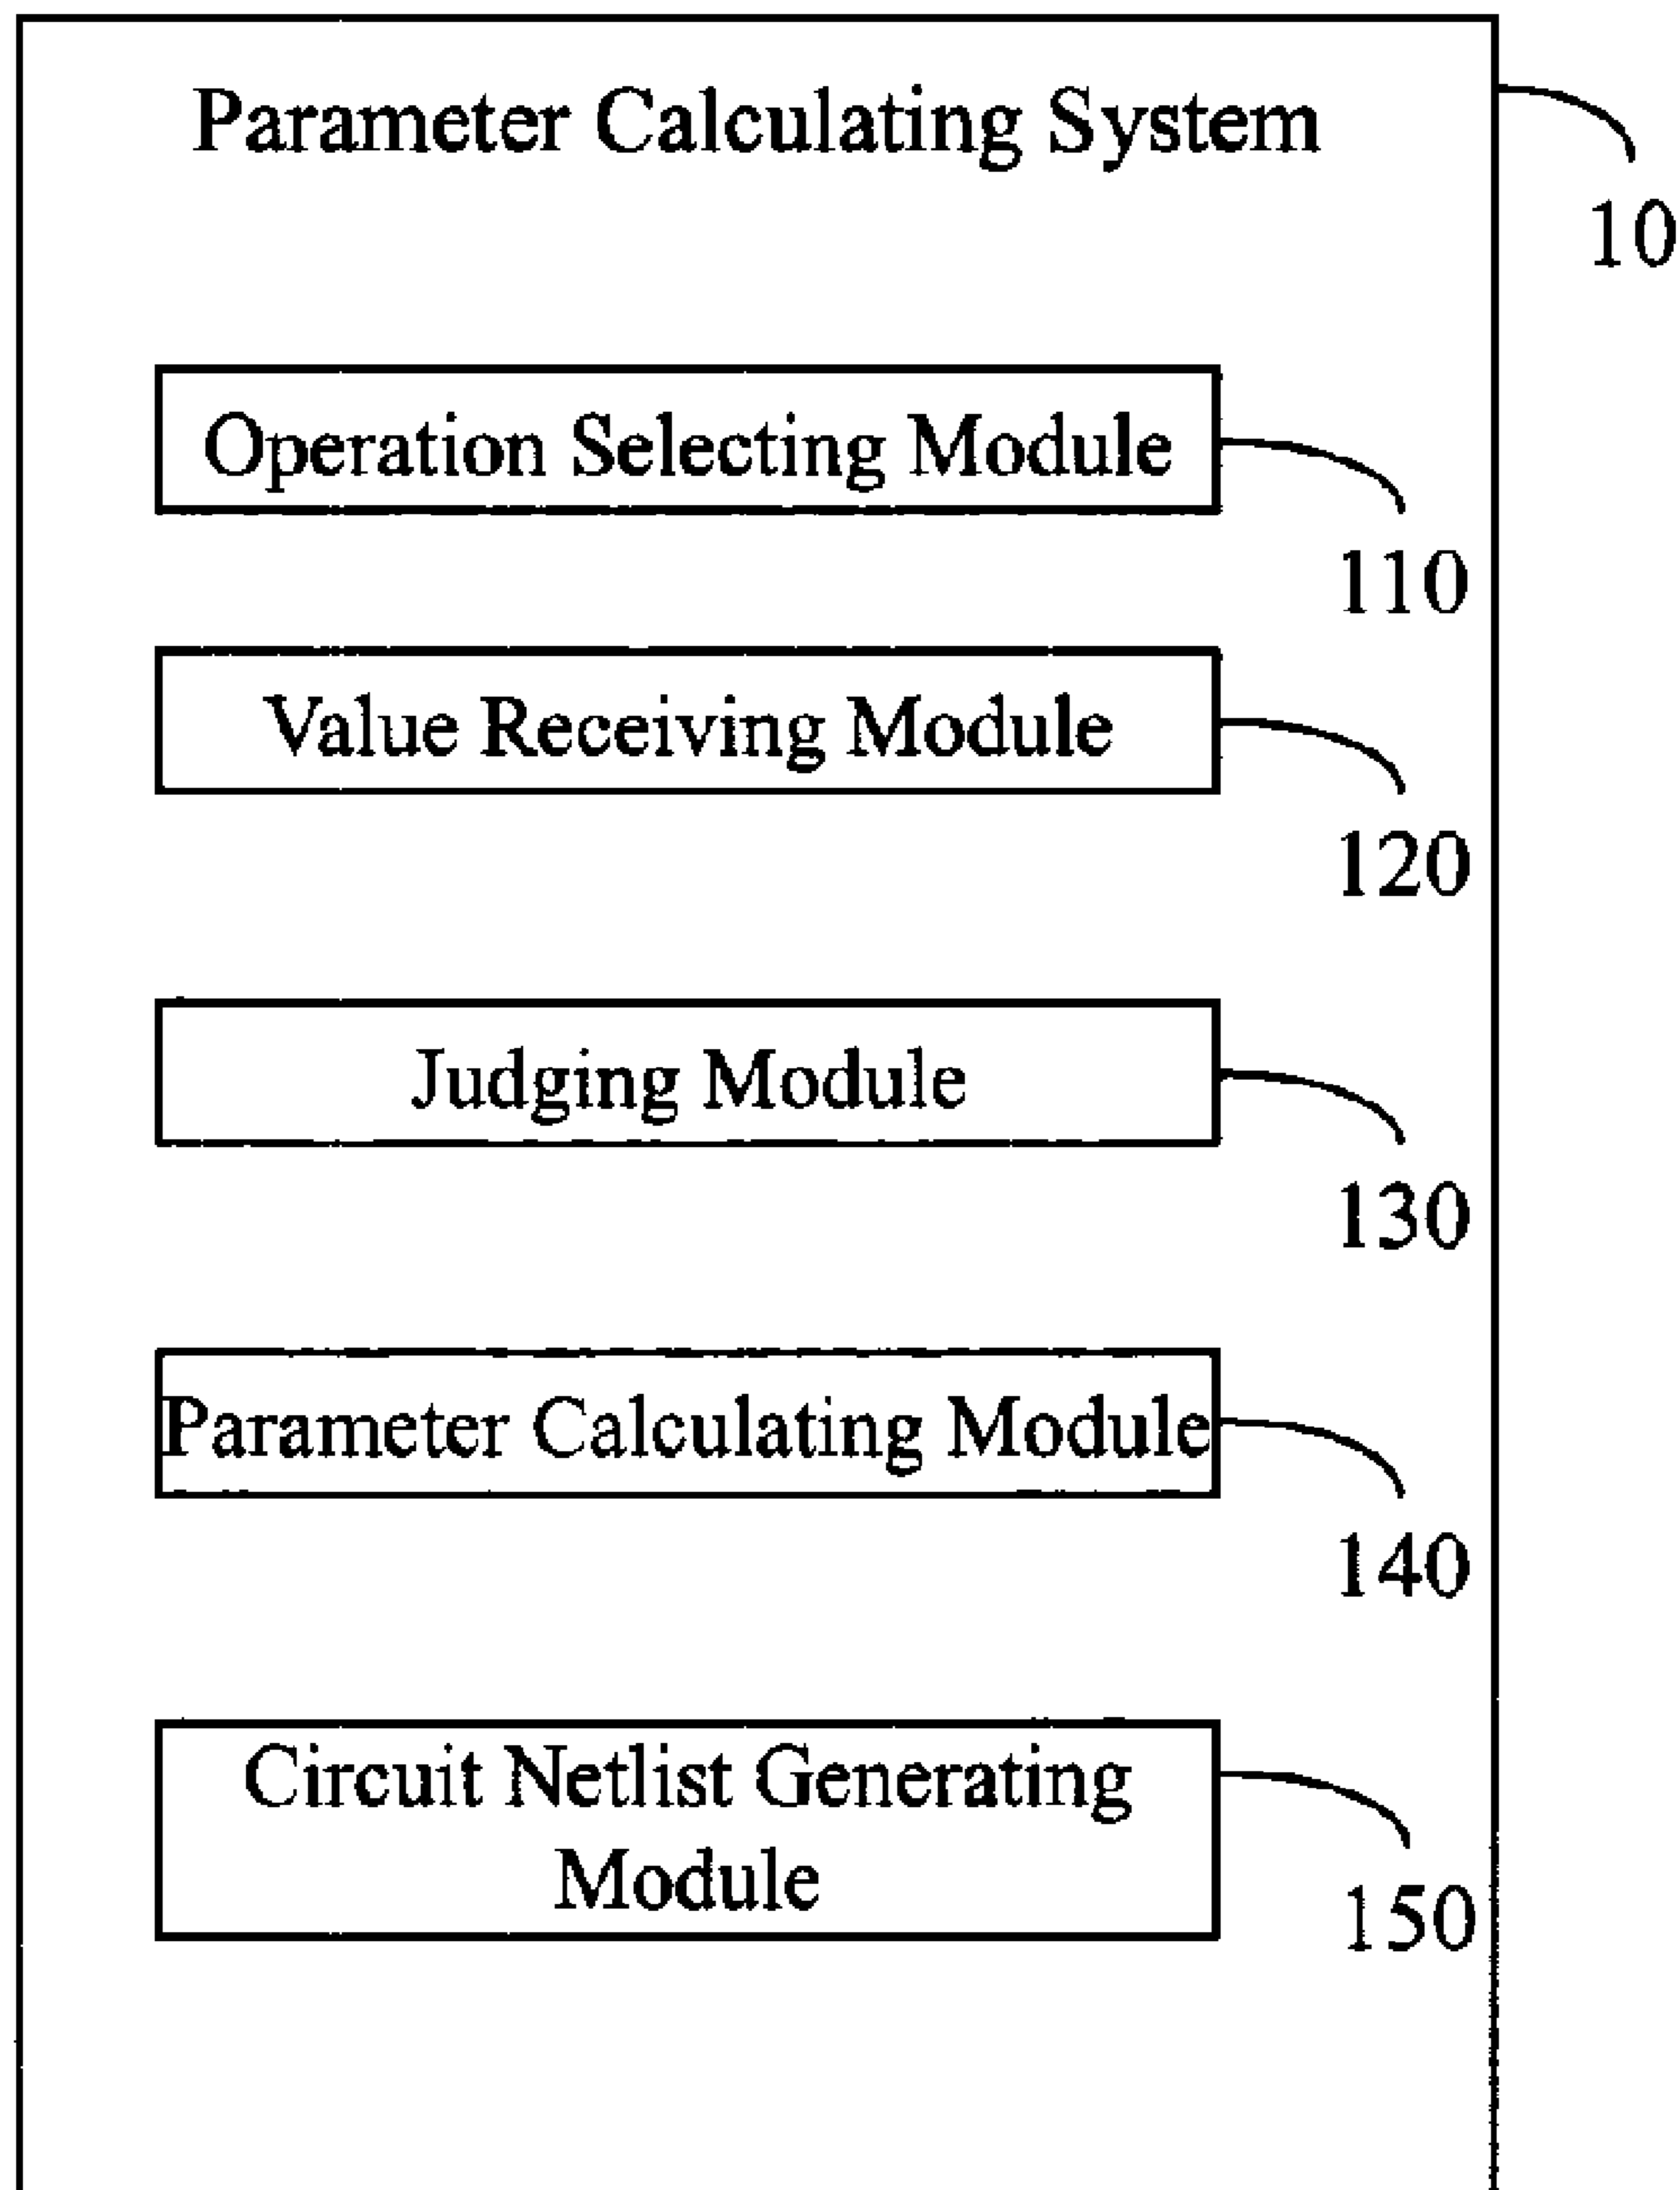 Parameter Calculating System
10
Operation Selecting Module
110
Value Receiving Module
120
Judging Module
130
Parameter Calculating Module
140
Circuit Netlist Generating
Module
150